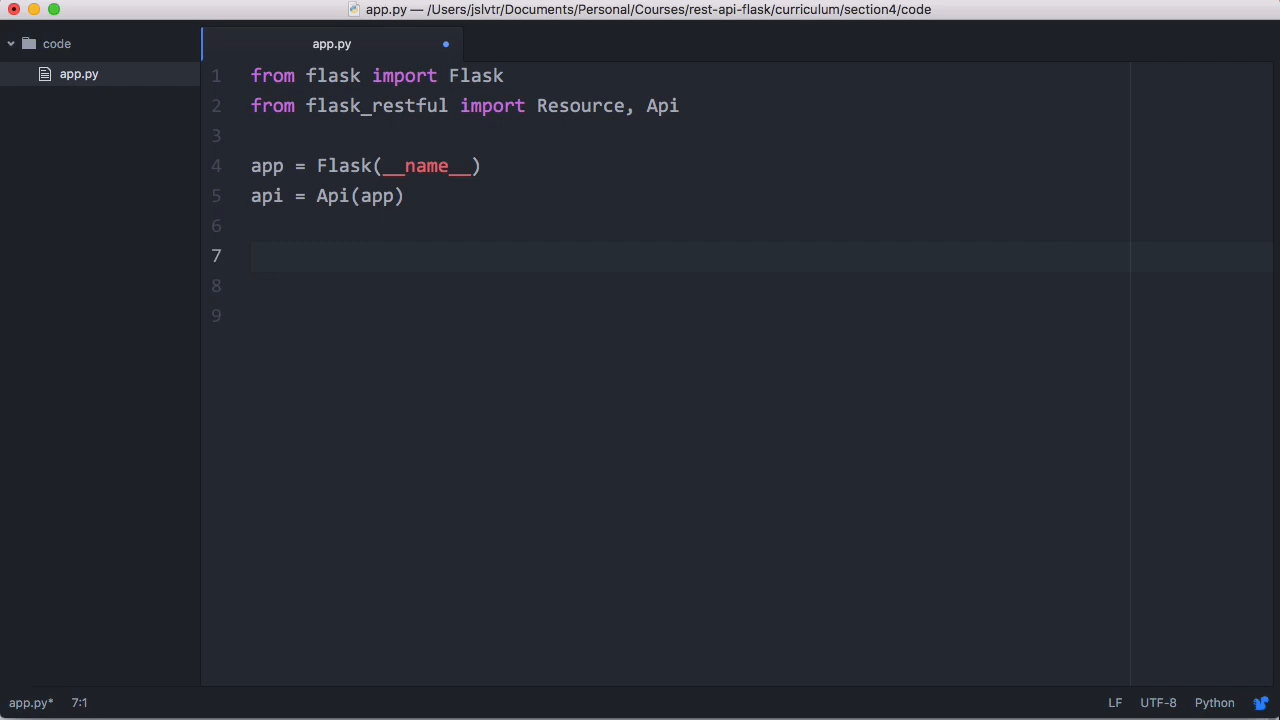 app.py — /Users/jslvtr/Documents/Personal/Courses/rest-api-flask/curriculum/section4/code
code
app.py
app.py
1 from flask import Flask
2 from flask_restful import Resource, Api
3
4 app = Flask(__name__)
5 api = Api(app)
6
7
8
9
app.py* 7:1 LF UTF-8 Python